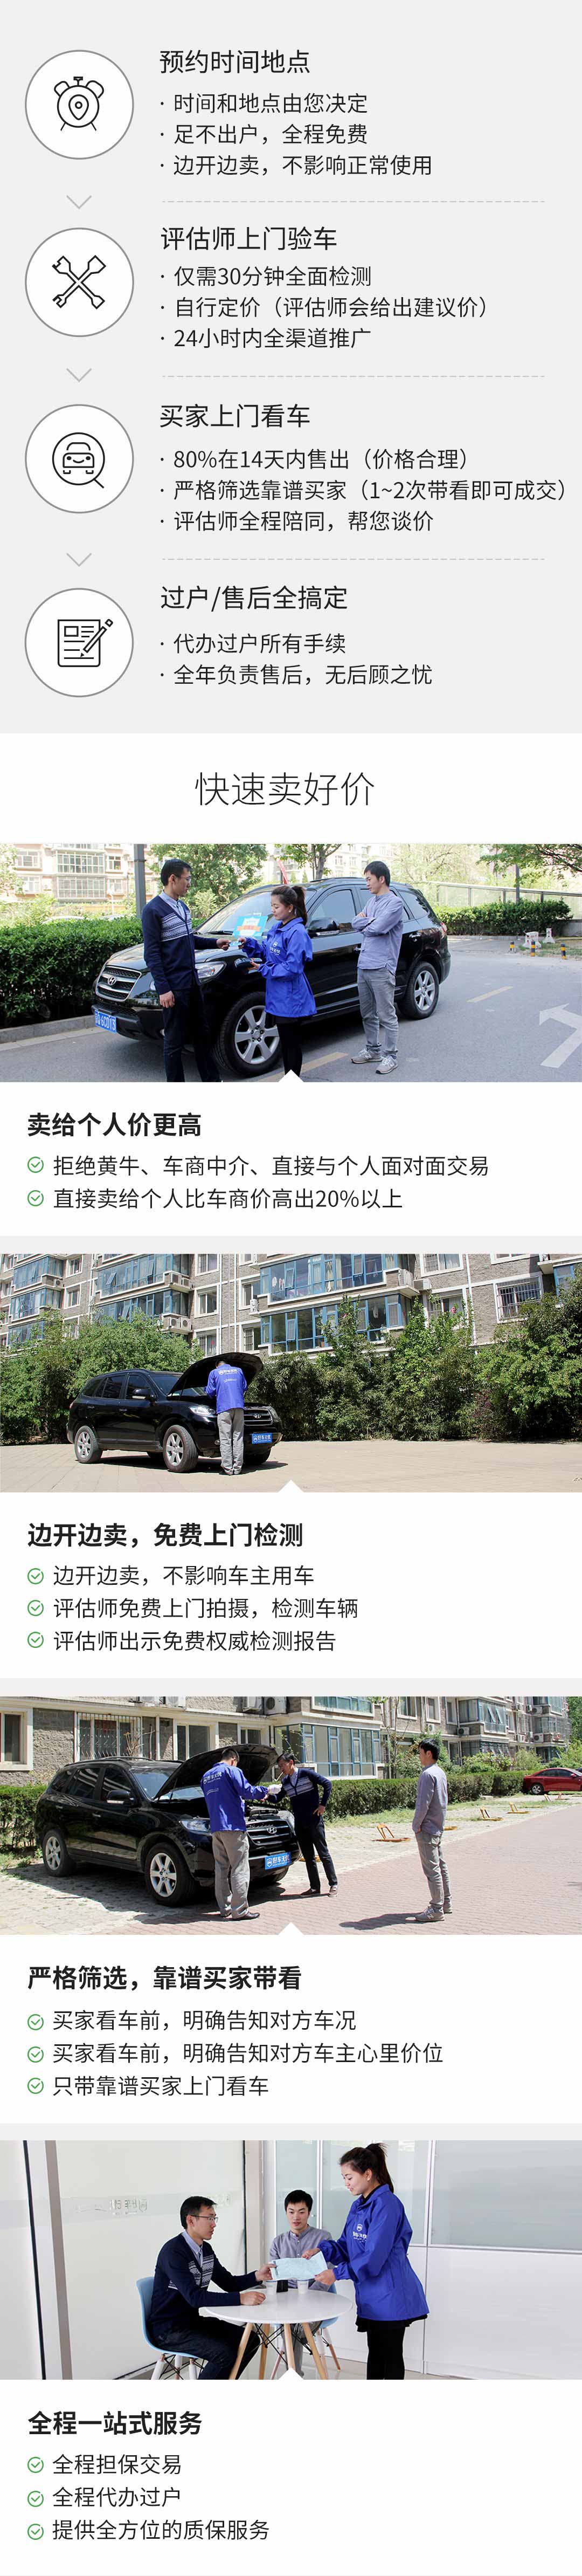 预约时间地点
· 时间和地点由您决定
· 足不出户，全程免费
· 边开边卖，不影响正常使用
评估师上门验车
· 仅需30分钟全面检测
· 自行定价（评估师会给出建议价）
· 24小时内全渠道推广
买家上门看车
· 80%在14天内售出（价格合理）
· 严格筛选靠谱买家（1~2次带看即可成交）
· 评估师全程陪同，帮您谈价
过户/售后全搞定
· 代办过户所有手续
· 全年负责售后，无后顾之忧
快速卖好价
卖给个人价更高
拒绝黄牛、车商中介、直接与个人面对面交易
直接卖给个人比车商价高出20%以上
边开边卖，免费上门检测
边开边卖，不影响车主用车
评估师免费上门拍摄，检测车辆
评估师出示免费权威检测报告
严格筛选，靠谱买家带看
买家看车前，明确告知对方车况
买家看车前，明确告知对方车主心里价位
只带靠谱买家上门看车
全程一站式服务
全程担保交易
全程代办过户
提供全方位的质保服务